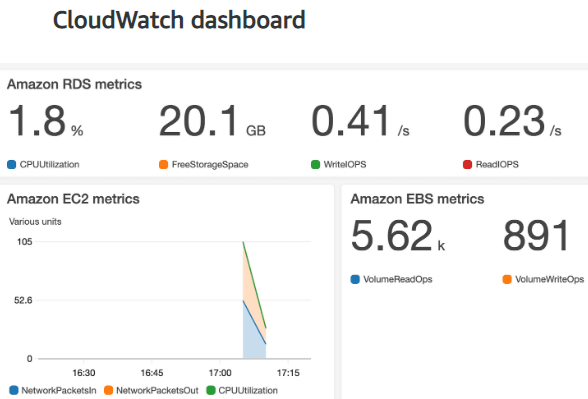 CloudWatch dashboard
Amazon RDS metrics
1.8 % 20.1 GB 0.41 /s 0.23 /s
CPUUtilization FreeStorageSpace WriteIOPS ReadIOPS
Amazon EC2 metrics
Various units
105
52.6
0
16:30 16:45 17:00 17:15
NetworkPacketsIn NetworkPacketsOut CPUUtilization
Amazon EBS metrics
5.62 k 891
VolumeReadOps VolumeWriteOps